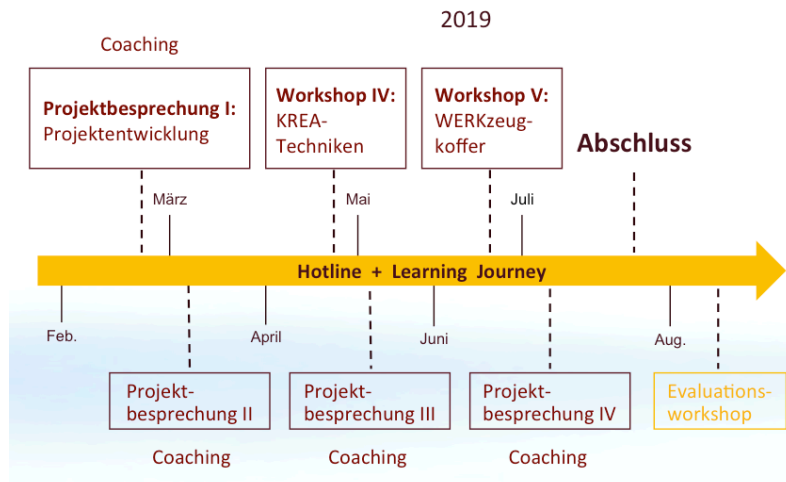 2019
Coaching
Projektbesprechung I:
Projektentwicklung
Workshop IV:
KREA-
Techniken
Workshop V:
WERKzeug-
koffer
Abschluss
März
Mai
Juli
Hotline + Learning Journey
Feb.
April
Juni
Aug.
Projekt-
besprechung II
Projekt-
besprechung III
Projekt-
besprechung IV
Evaluations-
workshop
Coaching
Coaching
Coaching